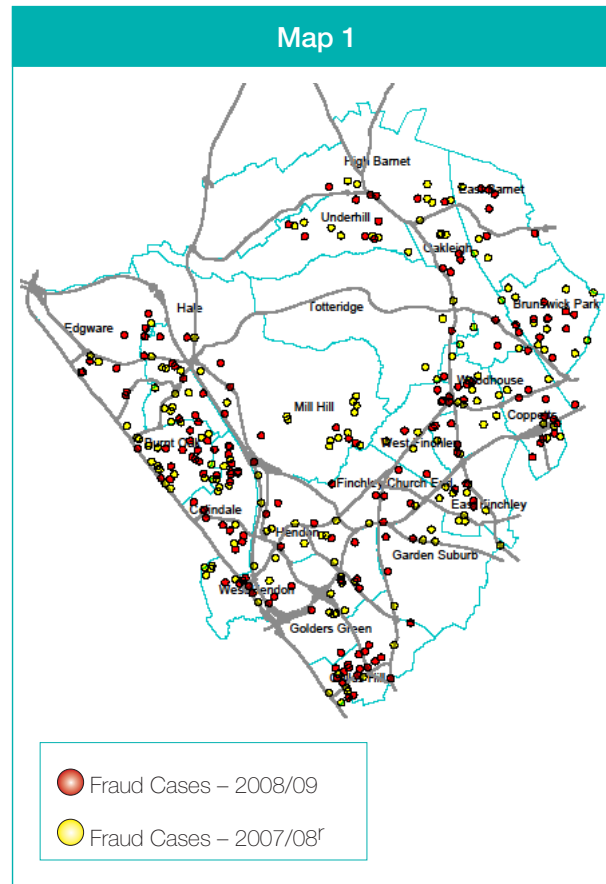 Map 1
High Barnet
East Barnet
Underhill
Oakleigh
Hale
Totteridge
Brunswick Park
Edgware
Woodhouse
Mill Hill
Coppetts
Burnt Oak
West Finchley
Finchley Church End
East Finchley
Colindale
Hendon
Garden Suburb
West Hendon
Golders Green
Childs Hill
Fraud Cases – 2008/09
Fraud Cases – 2007/08r